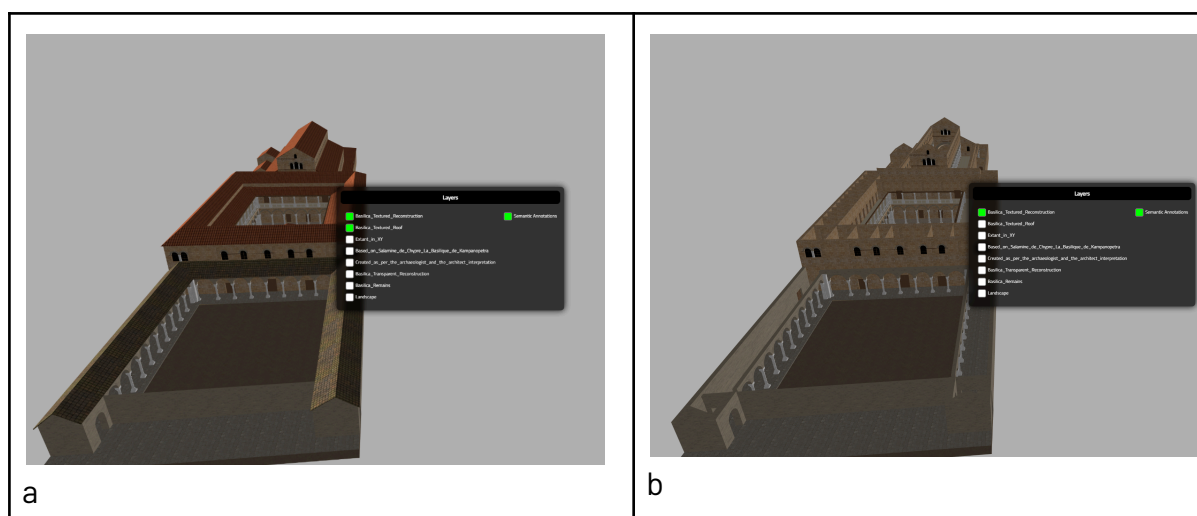 Layers
Basilica_Textured_Reconstruction
Semantic Annotations
Basilica_Textured_Roof
Extant_in_XY
Based_on_Salamine_de_Chypre_La_Basilique_de_Kampanopetra
Created_as_per_the_archaeologist_and_the_architect_interpretation
Basilica_Transparent_Reconstruction
Basilica_Remains
Landscape
a
Layers
Basilica_Textured_Reconstruction
Semantic Annotations
Basilica_Textured_Roof
Extant_in_XY
Based_on_Salamine_de_Chypre_La_Basilique_de_Kampanopetra
Created_as_per_the_archaeologist_and_the_architect_interpretation
Basilica_Transparent_Reconstruction
Basilica_Remains
Landscape
b